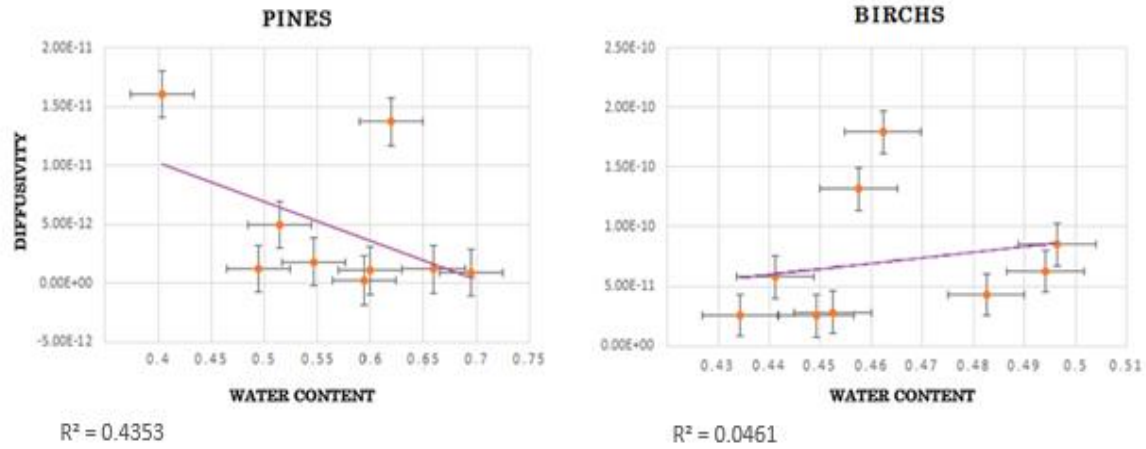 PINES
2.00E-11
1.50E-11
1.00E-11
5.00E-12
0.00E+00
-5.00E-12
DIFFUSIVITY
0.4 0.45 0.5 0.55 0.6 0.65 0.7 0.75
WATER CONTENT
R² = 0.4353
BIRCHS
2.50E-10
2.00E-10
1.50E-10
1.00E-10
5.00E-11
0.00E+00
0.43 0.44 0.45 0.46 0.47 0.48 0.49 0.5 0.51
WATER CONTENT
R² = 0.0461